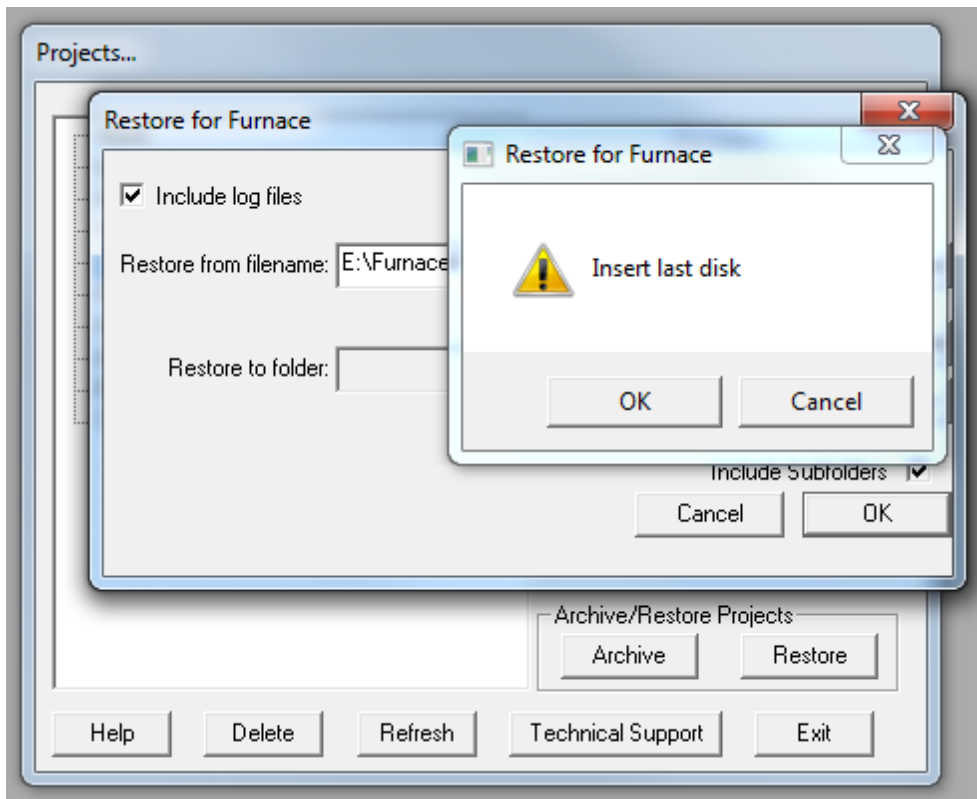 Projects...
Restore for Furnace
Restore for Furnace
Include log files
Insert last disk
Restore from filename: E:\Furnace
Restore to folder:
OK Cancel
Include Subfolders
Cancel OK
Archive/Restore Projects
Archive Restore
Help Delete Refresh Technical Support Exit